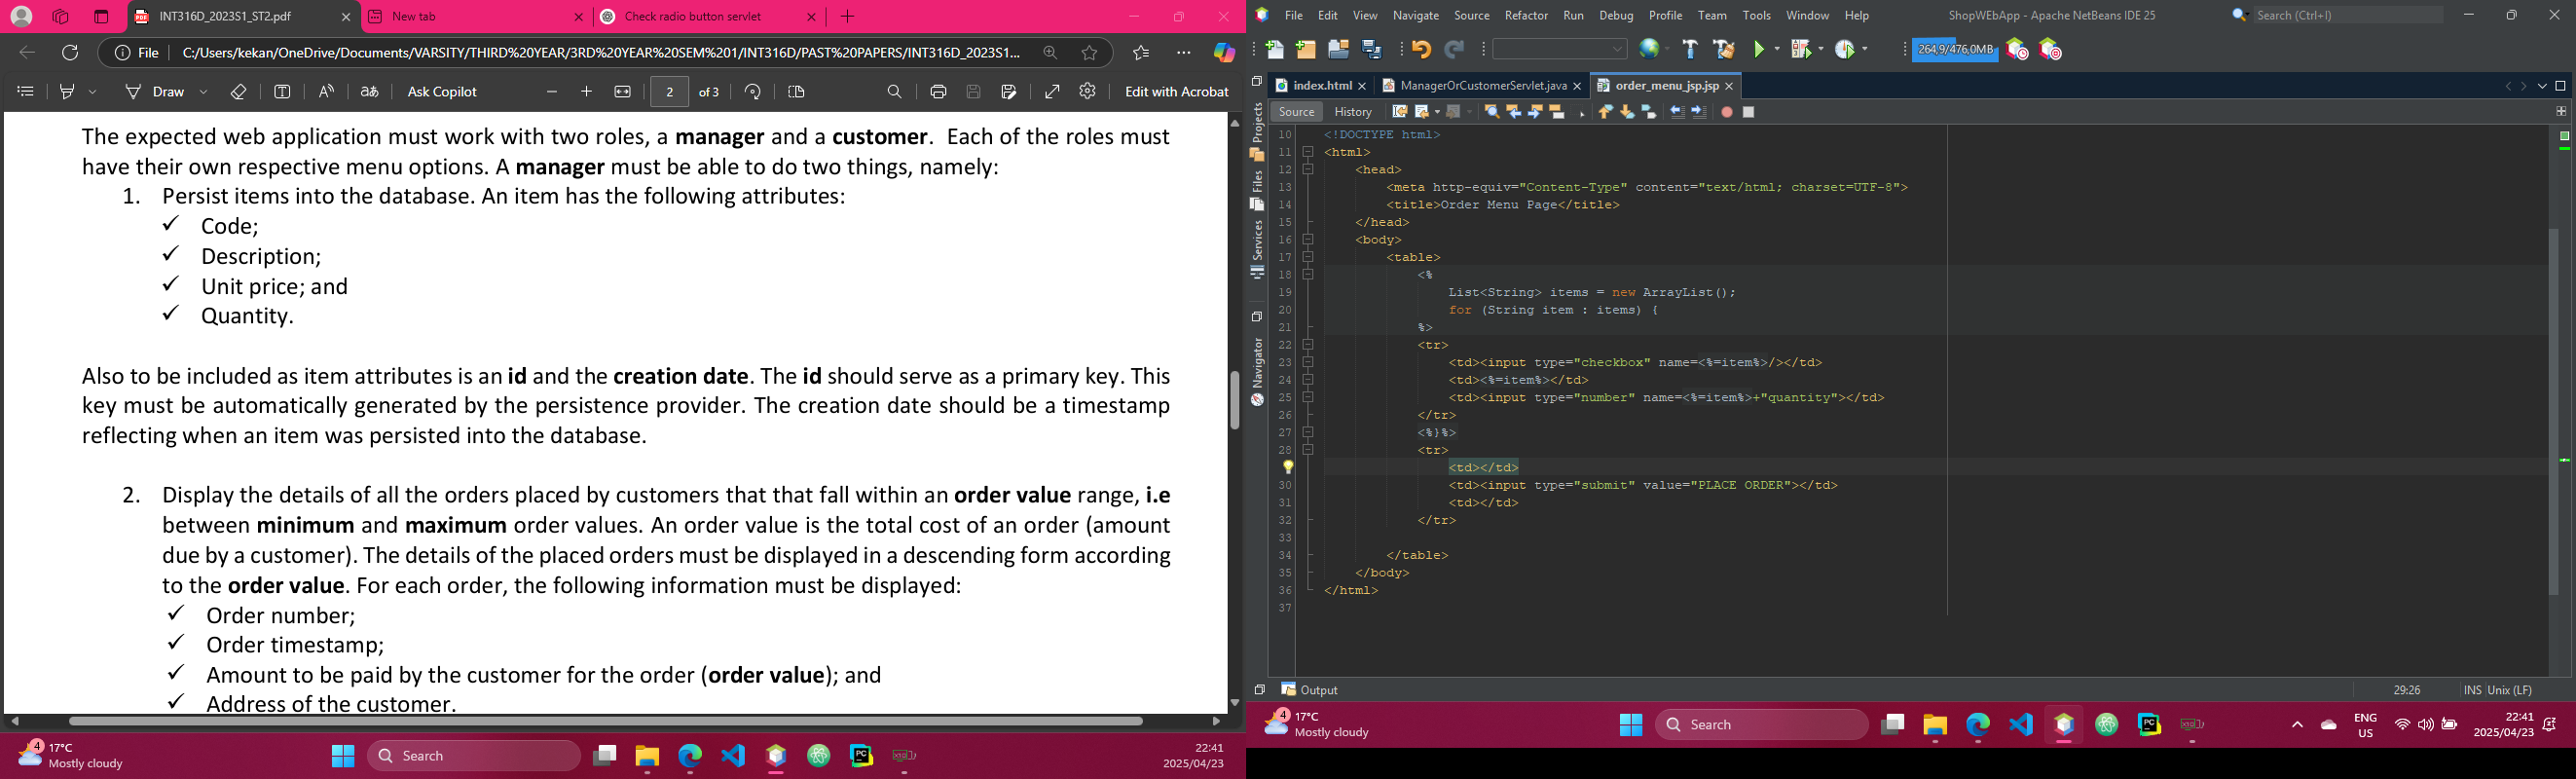 INT316D_2023S1_ST2.pdf
New tab
Check radio button servlet
File
C:/Users/kekan/OneDrive/Documents/VARSITY/THIRD%20YEAR/3RD%20YEAR%20SEM%201/INT316D/PAST%20PAPERS/INT316D_2023S1...
Draw
Ask Copilot
2
of 3
Edit with Acrobat
The expected web application must work with two roles, a manager and a customer. Each of the roles must
have their own respective menu options. A manager must be able to do two things, namely:
1. Persist items into the database. An item has the following attributes:
✓ Code;
✓ Description;
✓ Unit price; and
✓ Quantity.
Also to be included as item attributes is an id and the creation date. The id should serve as a primary key. This
key must be automatically generated by the persistence provider. The creation date should be a timestamp
reflecting when an item was persisted into the database.
2. Display the details of all the orders placed by customers that that fall within an order value range, i.e
between minimum and maximum order values. An order value is the total cost of an order (amount
due by a customer). The details of the placed orders must be displayed in a descending form according
to the order value. For each order, the following information must be displayed:
✓ Order number;
✓ Order timestamp;
✓ Amount to be paid by the customer for the order (order value); and
✓ Address of the customer.
4
17°C
Mostly cloudy
Search
PC
22:41
2025/04/23
File Edit View Navigate Source Refactor Run Debug Profile Team Tools Window Help
ShopWEbApp - Apache NetBeans IDE 25
Search (Ctrl+I)
264,9/476,0MB
index.html
ManagerOrCustomerServlet.java
order_menu_jsp.jsp
Projects
Files
Services
Navigator
Source
History
10 <!DOCTYPE html>
11 <html>
12 <head>
13 <meta http-equiv="Content-Type" content="text/html; charset=UTF-8">
14 <title>Order Menu Page</title>
15 </head>
16 <body>
17 <table>
18 <%
19 List<String> items = new ArrayList();
20 for (String item : items) {
21 %>
22 <tr>
23 <td><input type="checkbox" name=<%=item%>/></td>
24 <td><%=item%></td>
25 <td><input type="number" name=<%=item%>+"quantity"></td>
26 </tr>
27 <%}%>
28 <tr>
<td></td>
30 <td><input type="submit" value="PLACE ORDER"></td>
31 <td></td>
32 </tr>
33
34 </table>
35 </body>
36 </html>
37
Output
29:26
INS Unix (LF)
4
17°C
Mostly cloudy
Search
PC
ENG
US
22:41
2025/04/23